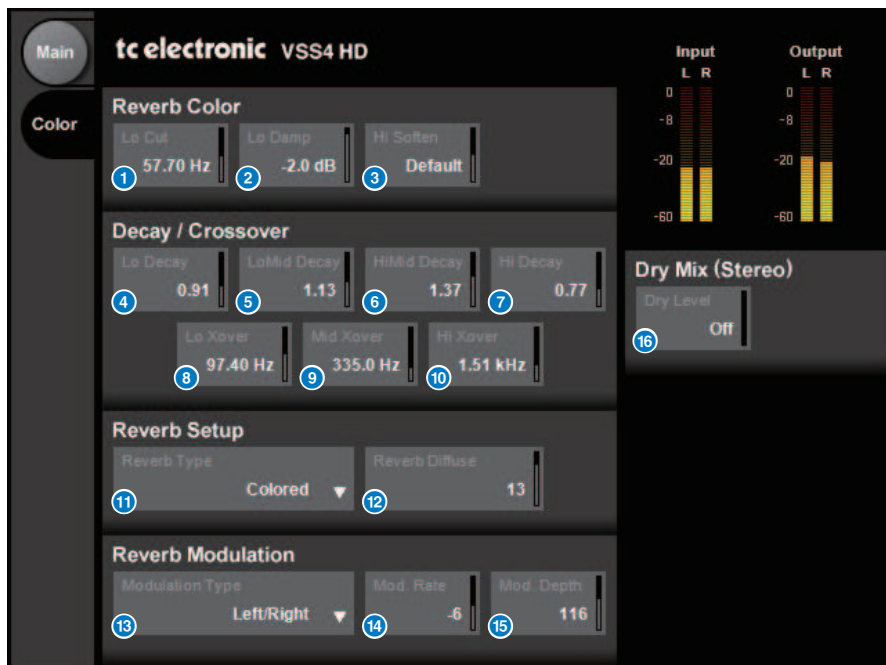 Main
Color
tc electronic VSS4 HD
Reverb Color
Lo Cut
Lo Damp
Hi Soften
1 57.70 Hz
2 -2.0 dB
3 Default
Decay / Crossover
Lo Decay
LoMid Decay
HiMid Decay
Hi Decay
4 0.91
5 1.13
6 1.37
7 0.77
Lo Xover
Mid Xover
Hi Xover
8 97.40 Hz
9 335.0 Hz
10 1.51 kHz
Reverb Setup
Reverb Type
Reverb Diffuse
11 Colored
12 13
Reverb Modulation
Modulation Type
Mod. Rate
Mod. Depth
13 Left/Right
14 -6
15 116
Input
Output
L R
L R
0
0
-8
-8
-20
-20
-60
-60
Dry Mix (Stereo)
Dry Level
16 Off